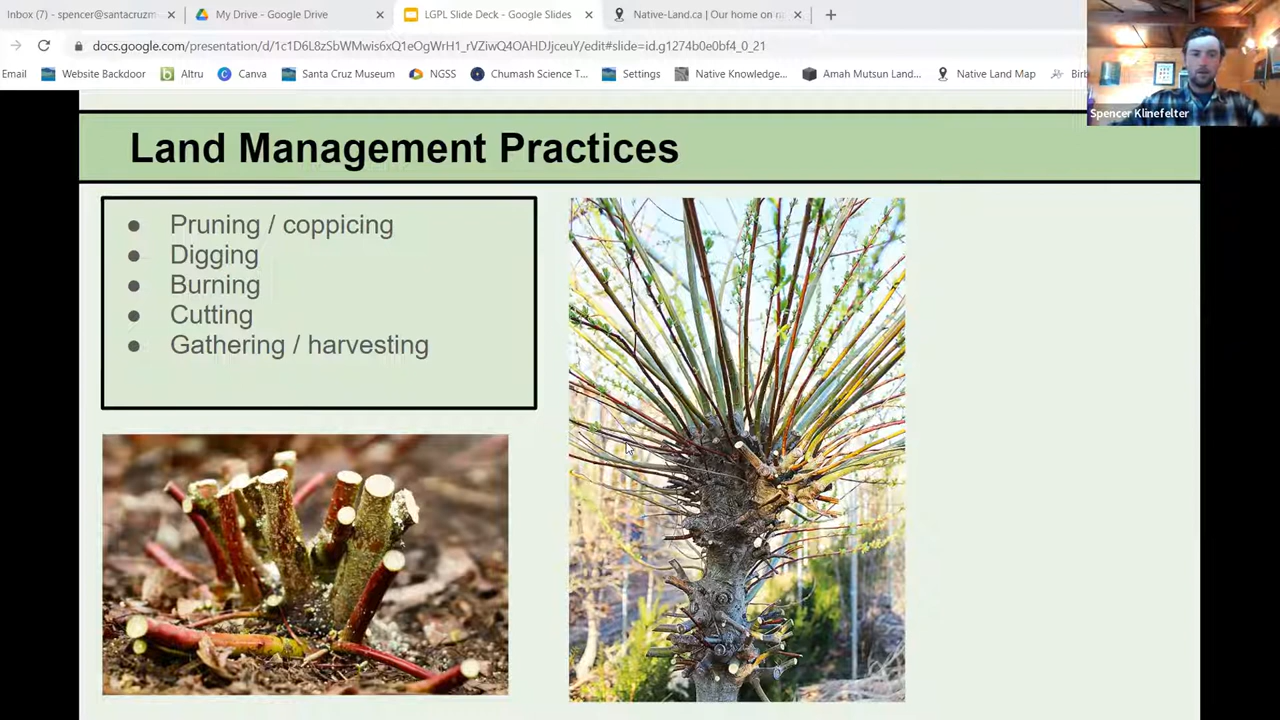 Inbox (7) - spencer@santacruzm
My Drive - Google Drive
LGPL Slide Deck - Google Slides
Native-Land.ca | Our home on n
docs.google.com/presentation/d/1c1D6L8zSbWMwis6xQ1eOgWrH1_rVZiwQ4OAHDJjceuY/edit#slide=id.g1274b0e0bf4_0_21
Email
Website Backdoor
Altru
Canva
Santa Cruz Museum
NGSS
Chumash Science T...
Settings
Native Knowledge...
Amah Mutsun Lan...
Native Land Map
Birb
Spencer Klinefelter
Land Management Practices
● Pruning / coppicing
● Digging
● Burning
● Cutting
● Gathering / harvesting